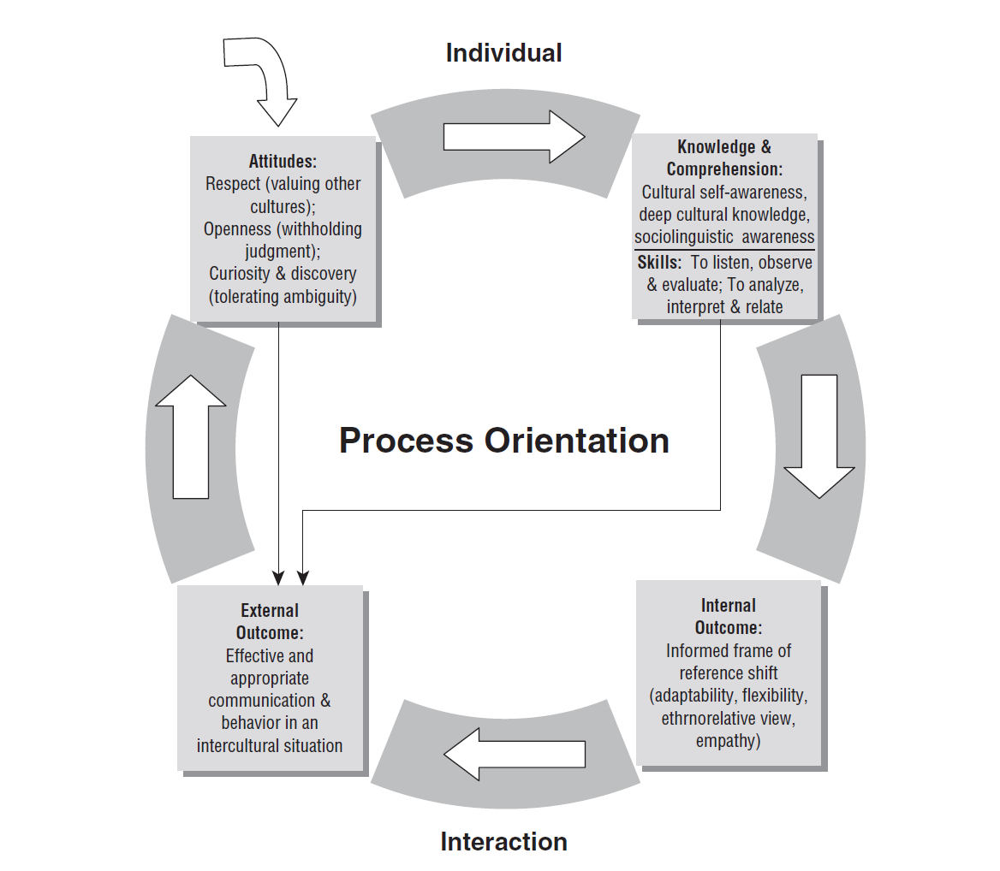 Individual
Attitudes:
Respect (valuing other
cultures);
Openness (withholding
judgment);
Curiosity & discovery
(tolerating ambiguity)
Knowledge &
Comprehension:
Cultural self-awareness,
deep cultural knowledge,
sociolinguistic awareness
Skills: To listen, observe
& evaluate; To analyze,
interpret & relate
Process Orientation
External
Outcome:
Effective and
appropriate
communication &
behavior in an
intercultural situation
Internal
Outcome:
Informed frame of
reference shift
(adaptability, flexibility,
ethrnorelative view,
empathy)
Interaction